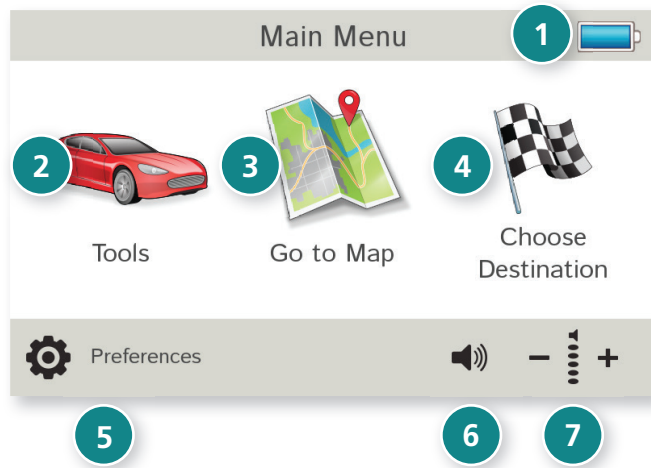 Main Menu
1
2
3
4
Tools
Go to Map
Choose
Destination
Preferences
5
6
7